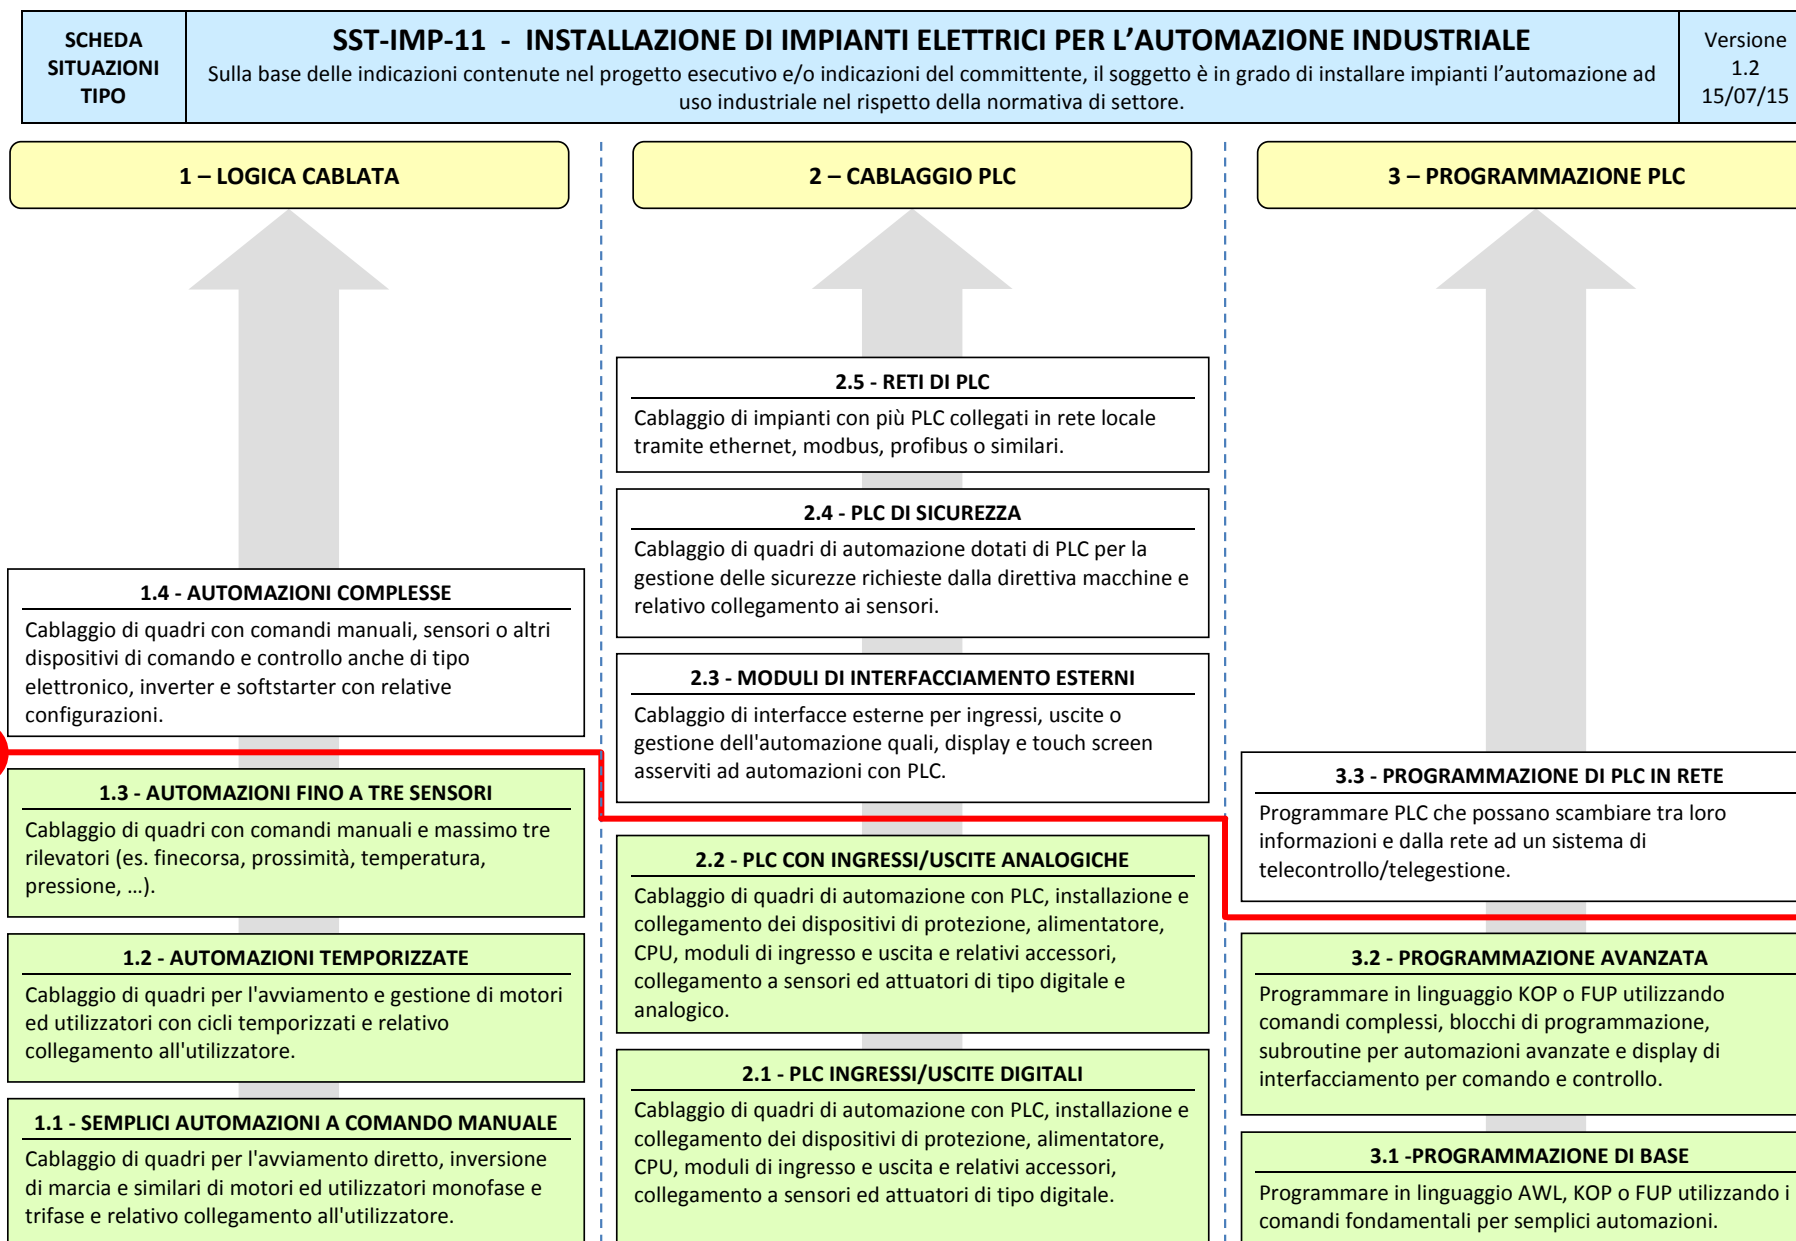 SCHEDA
SITUAZIONI
TIPO
SST-IMP-11 - INSTALLAZIONE DI IMPIANTI ELETTRICI PER L'AUTOMAZIONE INDUSTRIALE
Sulla base delle indicazioni contenute nel progetto esecutivo e/o indicazioni del committente, il soggetto è in grado di installare impianti l'automazione ad
uso industriale nel rispetto della normativa di settore.
Versione
1.2
15/07/15
1 – LOGICA CABLATA
1.4 - AUTOMAZIONI COMPLESSE
Cablaggio di quadri con comandi manuali, sensori o altri
dispositivi di comando e controllo anche di tipo
elettronico, inverter e softstarter con relative
configurazioni.
1.3 - AUTOMAZIONI FINO A TRE SENSORI
Cablaggio di quadri con comandi manuali e massimo tre
rilevatori (es. finecorsa, prossimità, temperatura,
pressione, …).
1.2 - AUTOMAZIONI TEMPORIZZATE
Cablaggio di quadri per l'avviamento e gestione di motori
ed utilizzatori con cicli temporizzati e relativo
collegamento all'utilizzatore.
1.1 - SEMPLICI AUTOMAZIONI A COMANDO MANUALE
Cablaggio di quadri per l'avviamento diretto, inversione
di marcia e similari di motori ed utilizzatori monofase e
trifase e relativo collegamento all'utilizzatore.
2 – CABLAGGIO PLC
2.5 - RETI DI PLC
Cablaggio di impianti con più PLC collegati in rete locale
tramite ethernet, modbus, profibus o similari.
2.4 - PLC DI SICUREZZA
Cablaggio di quadri di automazione dotati di PLC per la
gestione delle sicurezze richieste dalla direttiva macchine e
relativo collegamento ai sensori.
2.3 - MODULI DI INTERFACCIAMENTO ESTERNI
Cablaggio di interfacce esterne per ingressi, uscite o
gestione dell'automazione quali, display e touch screen
asserviti ad automazioni con PLC.
2.2 - PLC CON INGRESSI/USCITE ANALOGICHE
Cablaggio di quadri di automazione con PLC, installazione e
collegamento dei dispositivi di protezione, alimentatore,
CPU, moduli di ingresso e uscita e relativi accessori,
collegamento a sensori ed attuatori di tipo digitale e
analogico.
2.1 - PLC INGRESSI/USCITE DIGITALI
Cablaggio di quadri di automazione con PLC, installazione e
collegamento dei dispositivi di protezione, alimentatore,
CPU, moduli di ingresso e uscita e relativi accessori,
collegamento a sensori ed attuatori di tipo digitale.
3 – PROGRAMMAZIONE PLC
3.3 - PROGRAMMAZIONE DI PLC IN RETE
Programmare PLC che possano scambiare tra loro
informazioni e dalla rete ad un sistema di
telecontrollo/telegestione.
3.2 - PROGRAMMAZIONE AVANZATA
Programmare in linguaggio KOP o FUP utilizzando
comandi complessi, blocchi di programmazione,
subroutine per automazioni avanzate e display di
interfacciamento per comando e controllo.
3.1 -PROGRAMMAZIONE DI BASE
Programmare in linguaggio AWL, KOP o FUP utilizzando i
comandi fondamentali per semplici automazioni.